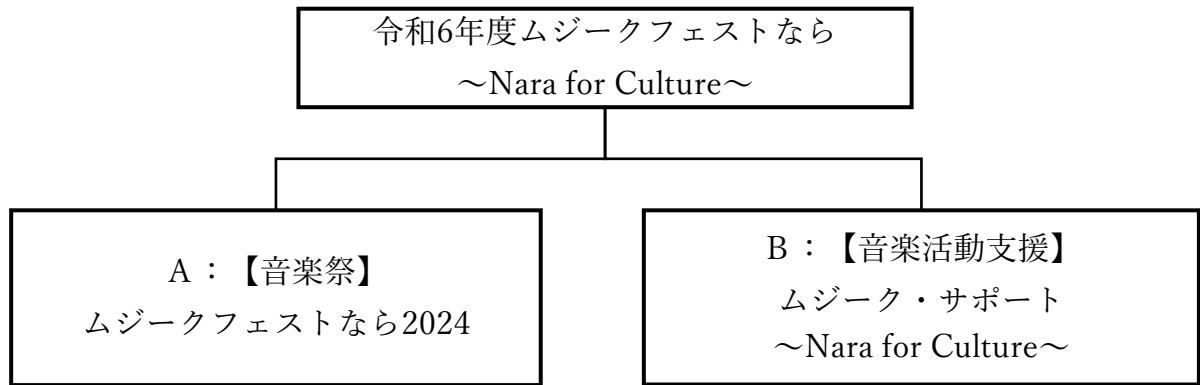 令和6年度ムジークフェストなら
～Nara for Culture～
A：【音楽祭】
ムジークフェストなら2024
B：【音楽活動支援】
ムジーク・サポート
～Nara for Culture～